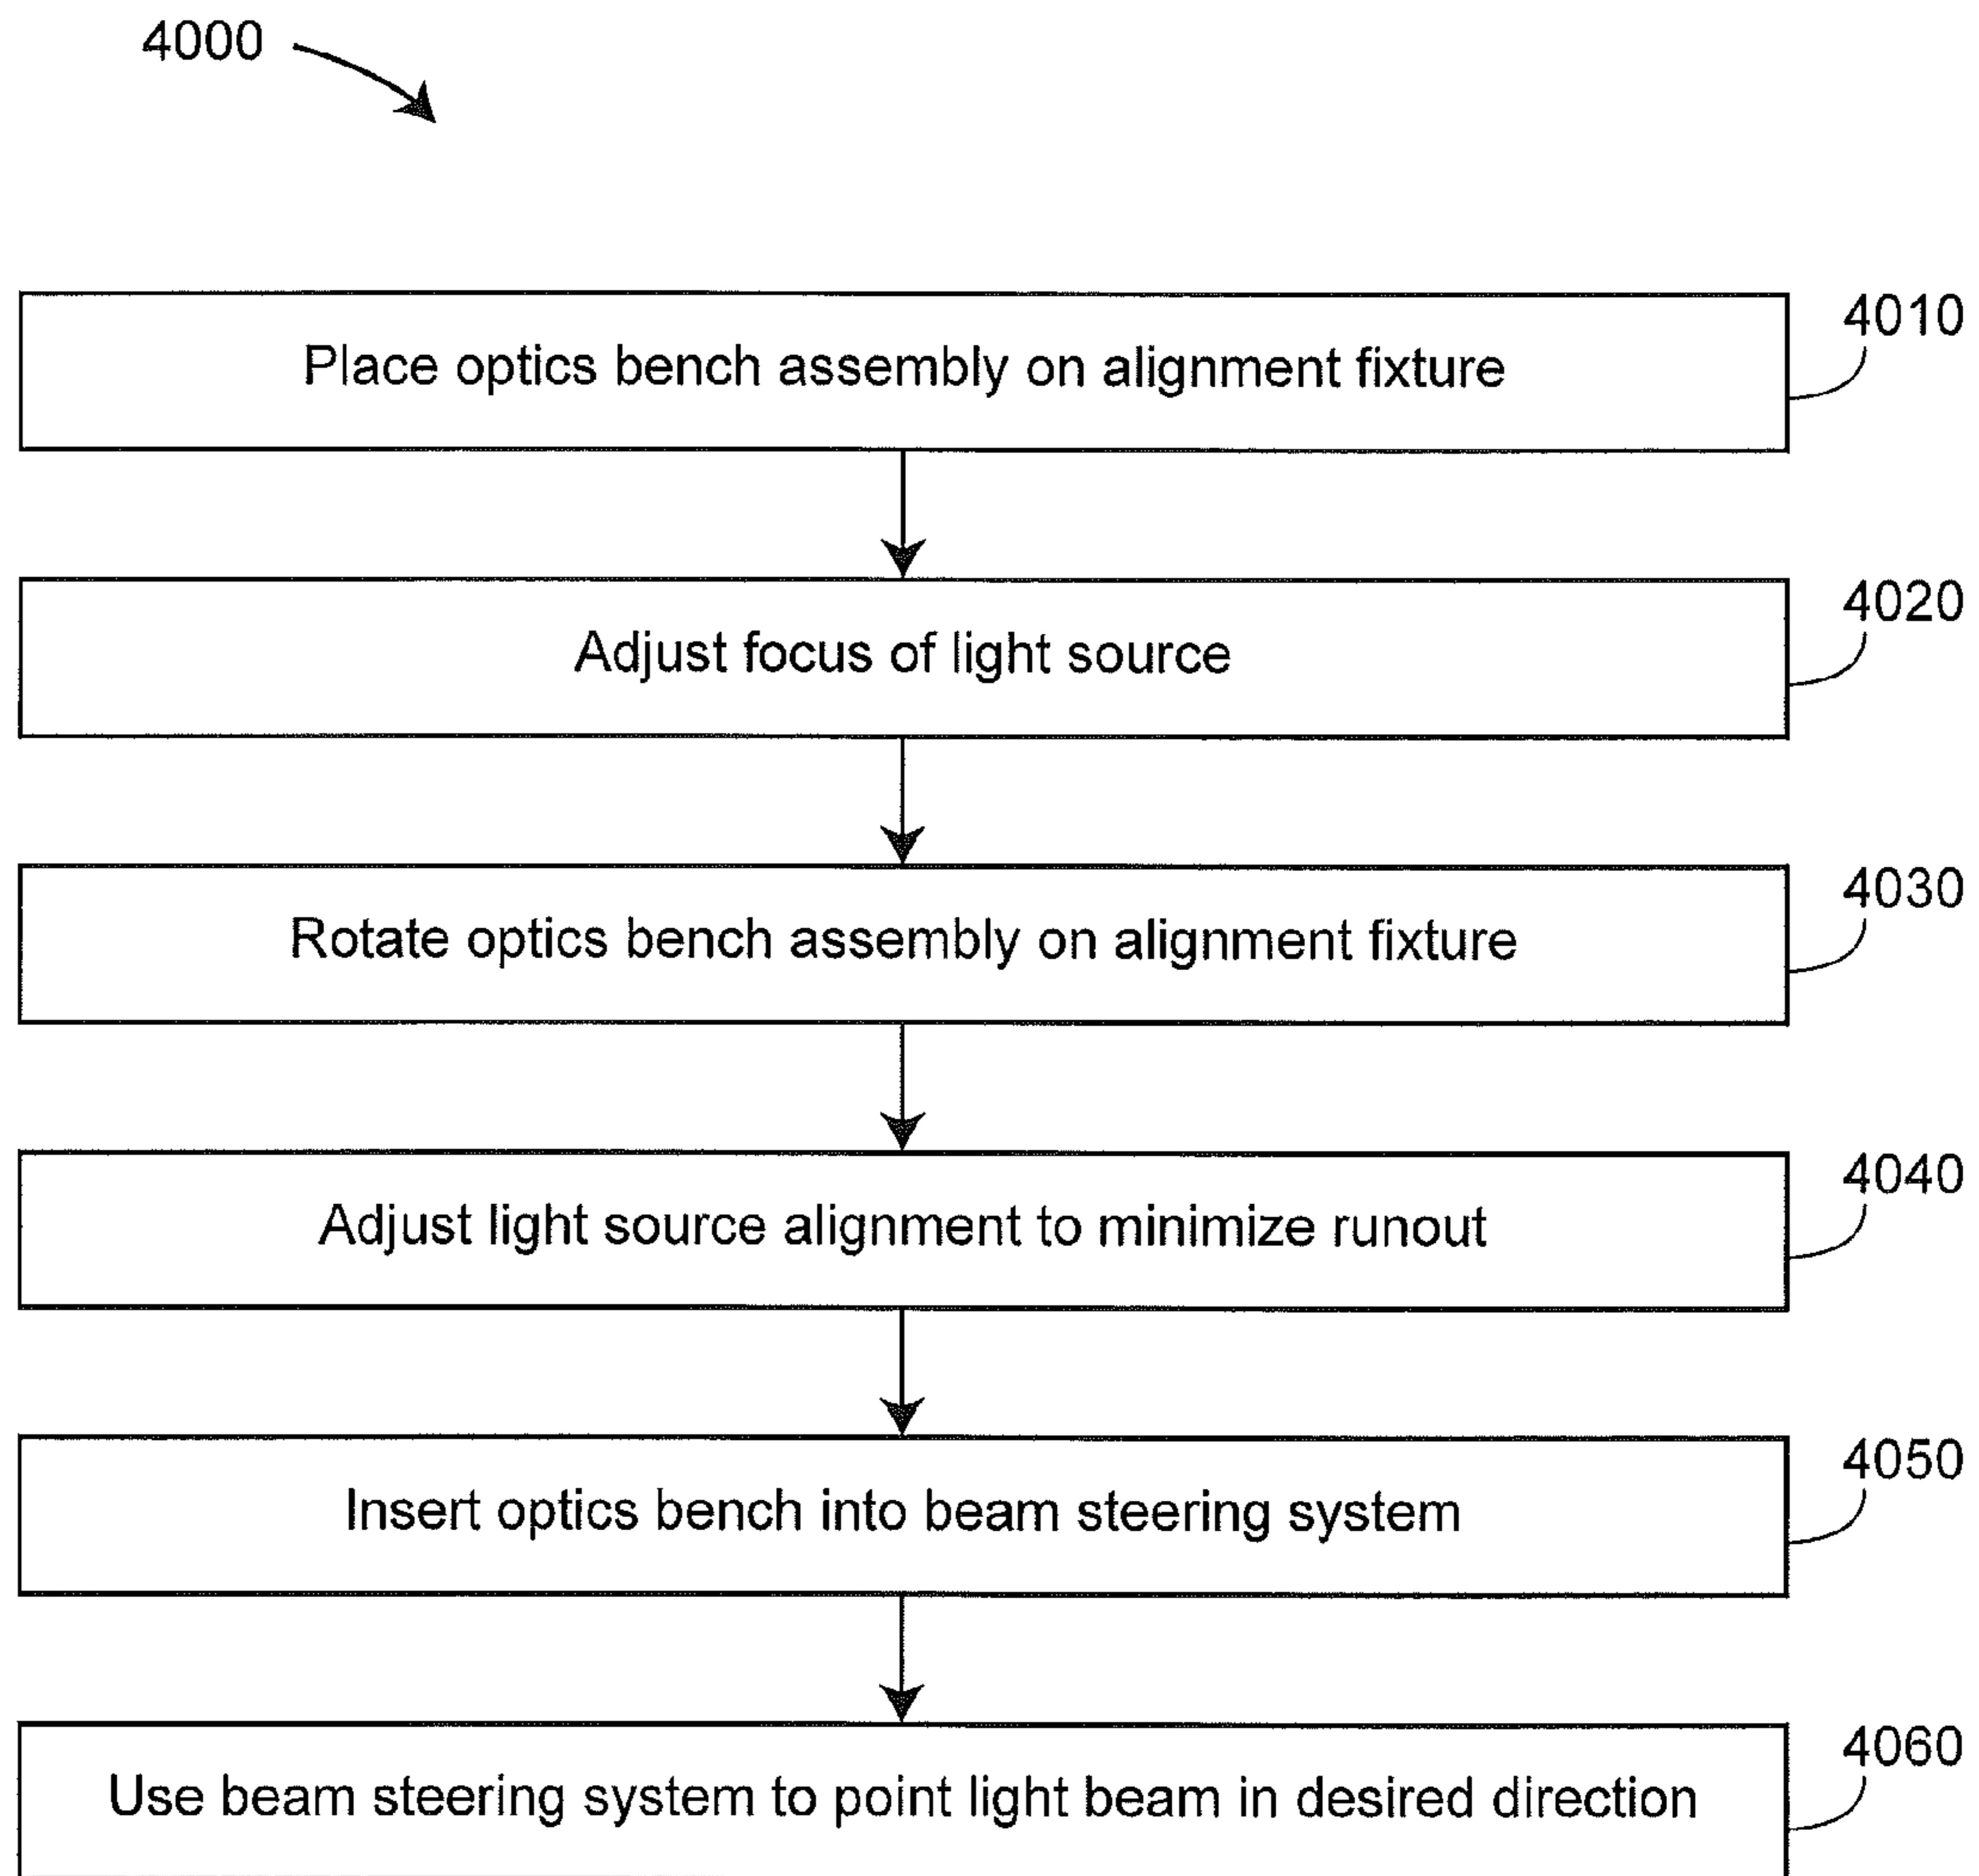 4000
Place optics bench assembly on alignment fixture
4010
Adjust focus of light source
4020
Rotate optics bench assembly on alignment fixture
4030
Adjust light source alignment to minimize runout
4040
Insert optics bench into beam steering system
4050
Use beam steering system to point light beam in desired direction
4060